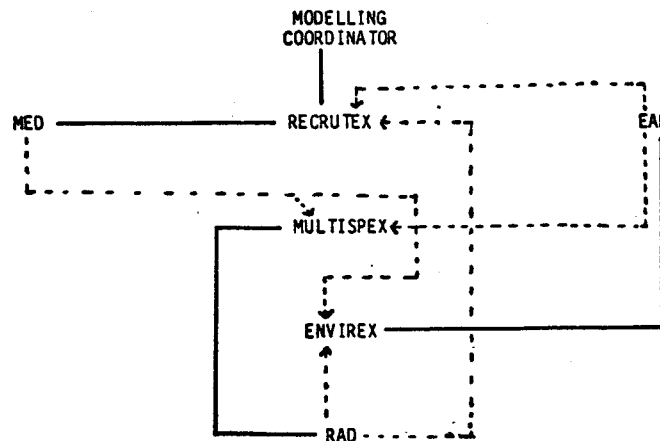 MODELLING
COORDINATOR
MED
RECRUTEX
MULTISPEX
ENVIREX
RAD